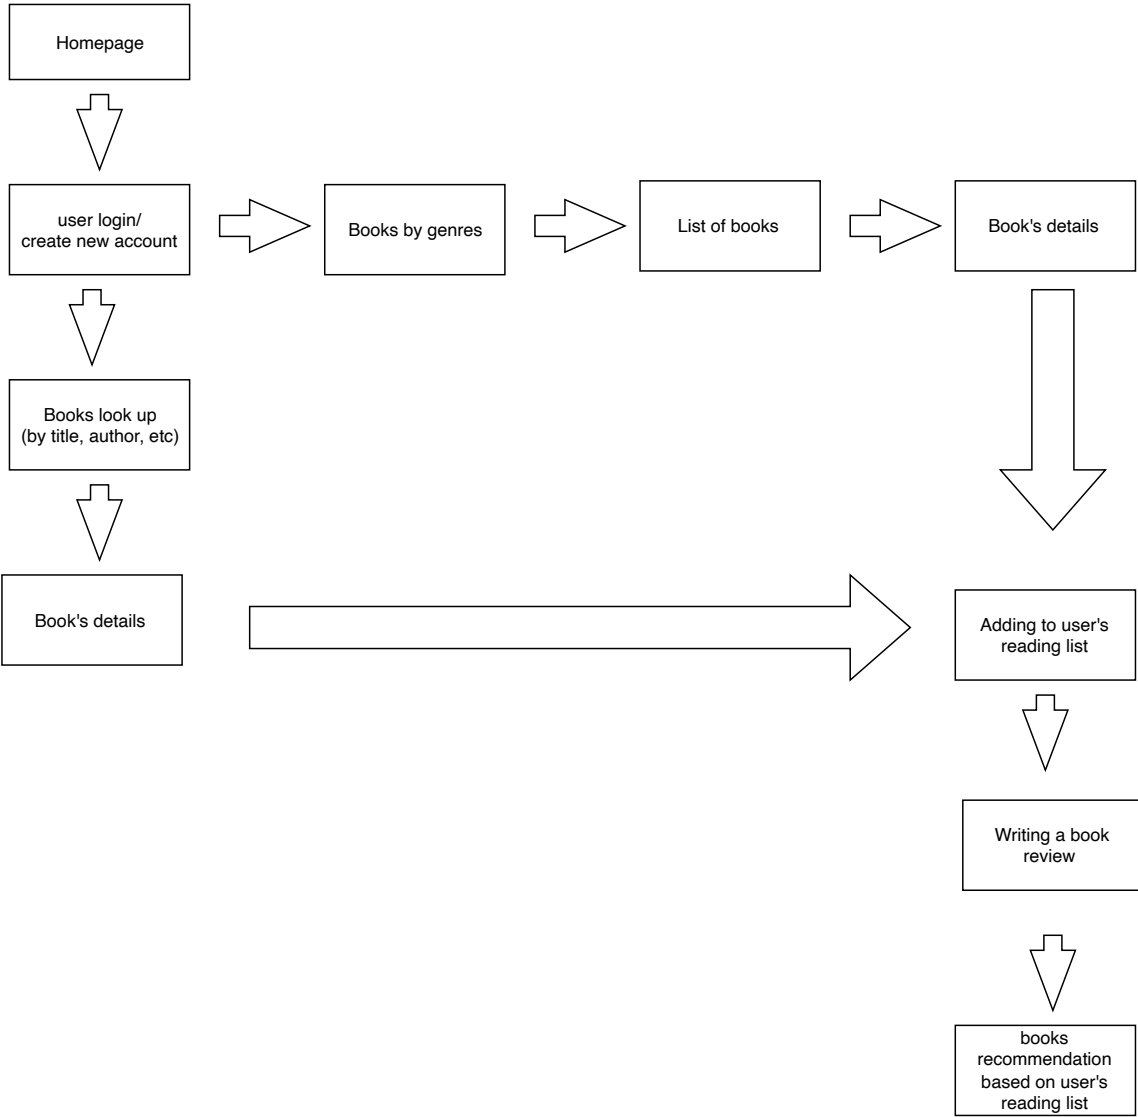 Homepage
user login/
create new account
Books by genres
List of books
Book's details
Books look up
(by title, author, etc)
Book's details
Adding to user's
reading list
Writing a book
review
books
recommendation
based on user's
reading list